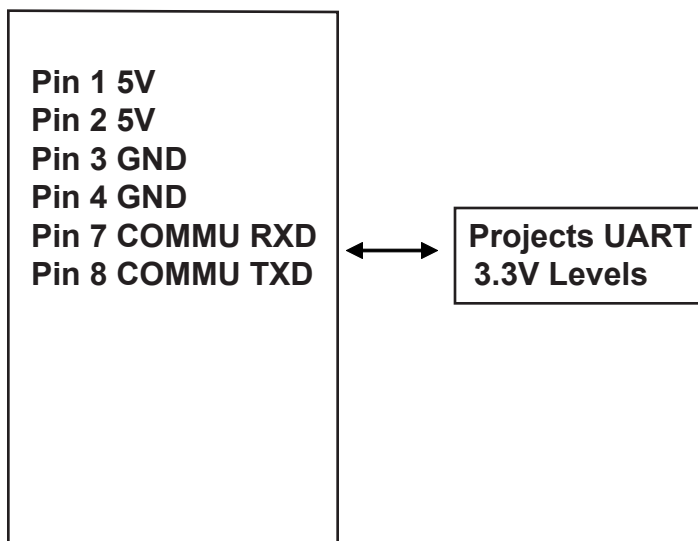 Pin 1 5V
Pin 2 5V
Pin 3 GND
Pin 4 GND
Pin 7 COMMU RXD
Pin 8 COMMU TXD
Projects UART
3.3V Levels